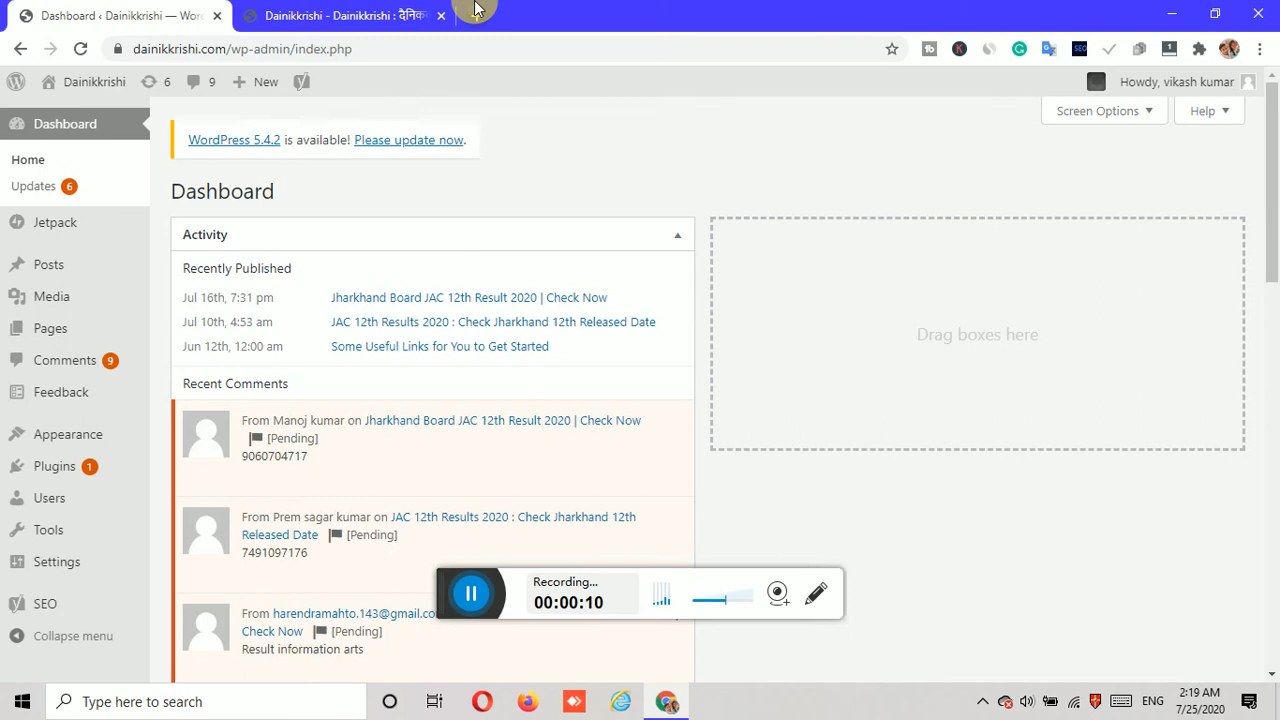 Dashboard ‹ Dainikkrishi — Wor
Dainikkrishi - Dainikkrishi : दैनिक
dainikkrishi.com/wp-admin/index.php
Dainikkrishi 6 9 New
Howdy, vikash kumar
Dashboard
Screen Options
Help
WordPress 5.4.2 is available! Please update now.
Home
Updates 6
Dashboard
Jetpack
Activity
Posts
Recently Published
Media
Jul 16th, 7:31 pm Jharkhand Board JAC 12th Result 2020 | Check Now
Pages
Jul 10th, 4:53 am JAC 12th Results 2020 : Check Jharkhand 12th Released Date
Drag boxes here
Comments 9
Jun 12th, 12:00 am Some Useful Links for You to Get Started
Feedback
Recent Comments
Appearance
From Manoj kumar on Jharkhand Board JAC 12th Result 2020 | Check Now
[Pending]
9060704717
Plugins 1
Users
From Prem sagar kumar on JAC 12th Results 2020 : Check Jharkhand 12th
Released Date [Pending]
7491097176
Tools
Settings
Recording...
00:00:10
SEO
From harendramahto.143@gmail.co
Check Now [Pending]
Result information arts
Collapse menu
Type here to search
ENG
2:19 AM
7/25/2020